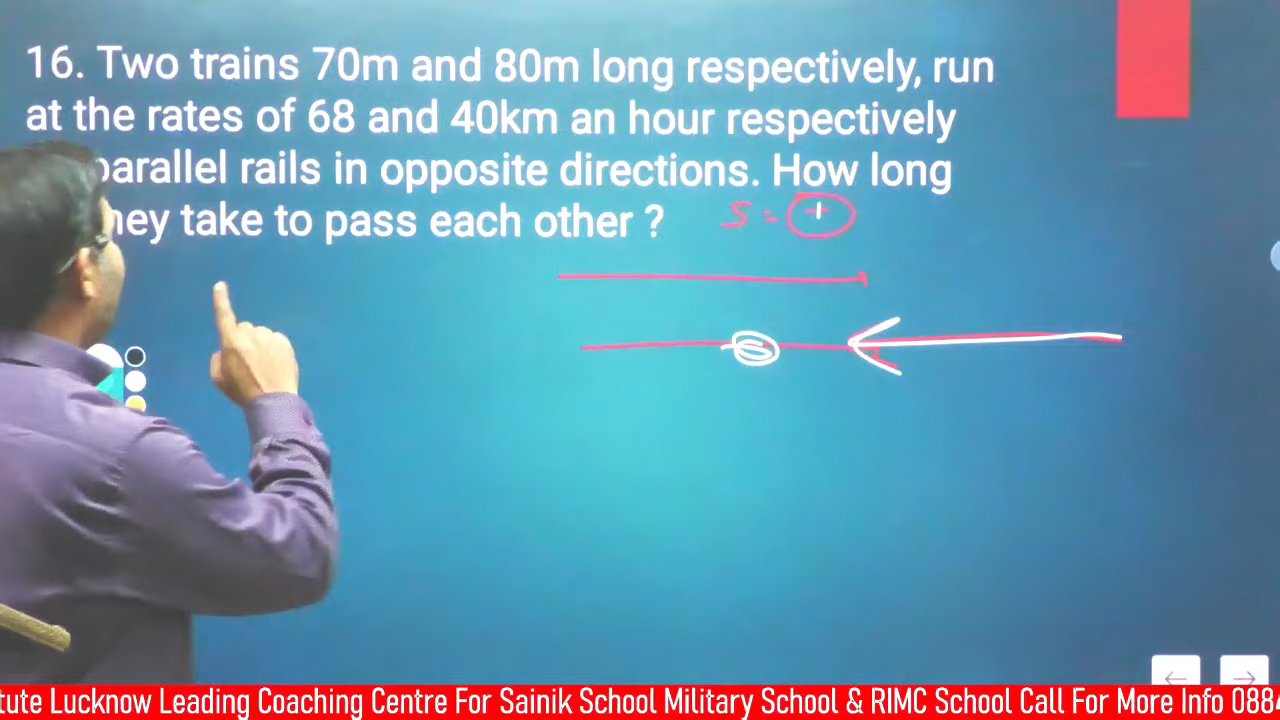 16. Two trains 70m and 80m long respectively, run
at the rates of 68 and 40km an hour respectively
parallel rails in opposite directions. How long
take to pass each other ?
S = +
Lucknow Leading Coaching Centre For Sainik School Military School & RIMC School Call For More Info 088